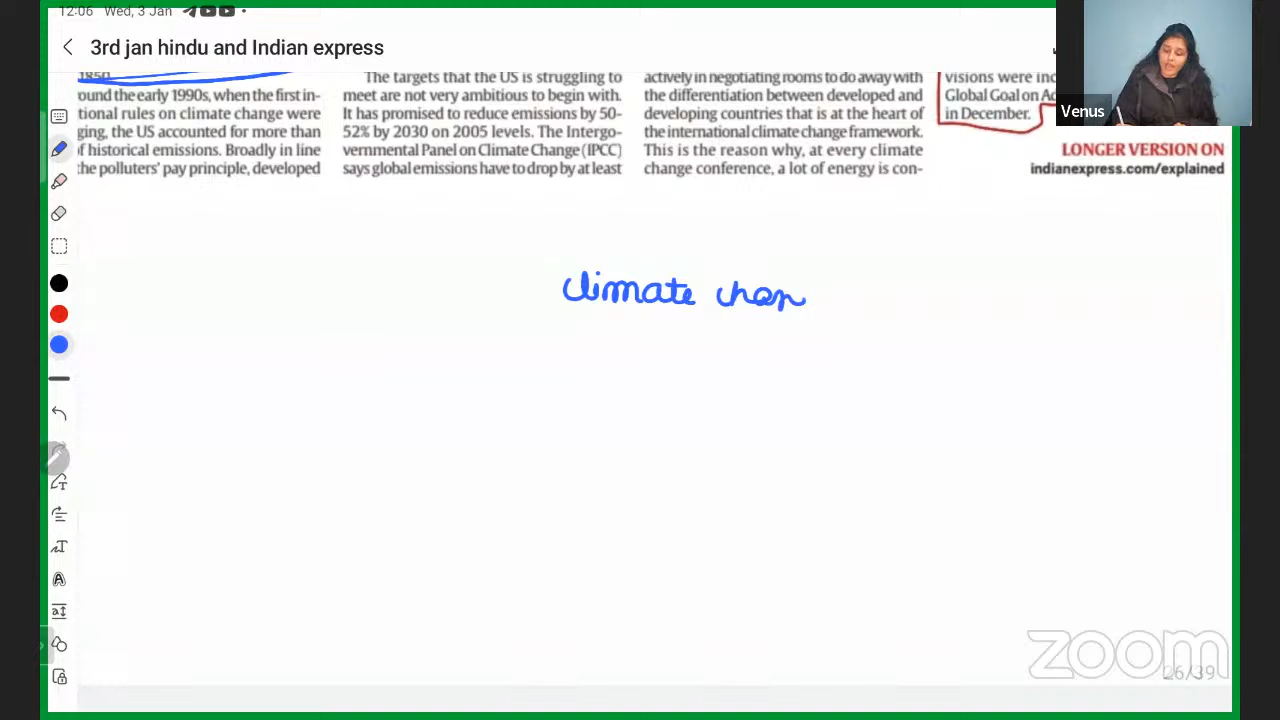 12:06 Wed, 3 Jan
3rd jan hindu and Indian express
1850
ound the early 1990s, when the first in-
tional rules on climate change were
ging, the US accounted for more than
f historical emissions. Broadly in line
he polluters' pay principle, developed
The targets that the US is struggling to
meet are not very ambitious to begin with.
It has promised to reduce emissions by 50-
52% by 2030 on 2005 levels. The Intergo-
vernmental Panel on Climate Change (IPCC)
says global emissions have to drop by at least
actively in negotiating rooms to do away with
the differentiation between developed and
developing countries that is at the heart of
the international climate change framework.
This is the reason why, at every climate
change conference, a lot of energy is con-
visions were inc
Global Goal on Ad
in December.
Venus
LONGER VERSION ON
indianexpress.com/explained
climate chan
zoom
26/39